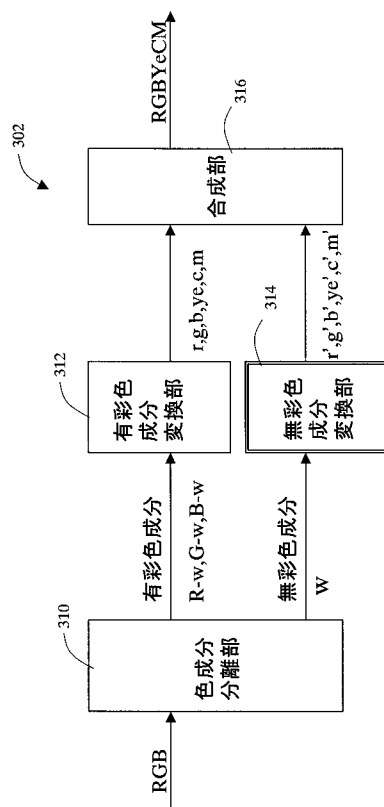 302
RGB
310
色成分
分離部
有彩色成分
R-w,G-w,B-w
無彩色成分
w
312
有彩色
成分
変換部
314
無彩色
成分
変換部
r,g,b,ye,c,m
r',g',b',ye',c',m'
316
合成部
RGBYeCM